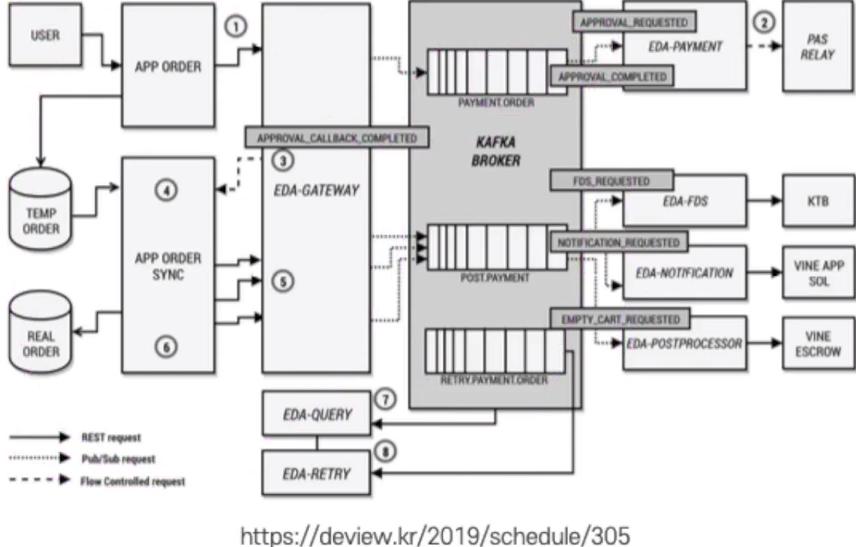 USER
APP ORDER
①
TEMP
ORDER
④
APP ORDER
SYNC
⑥
REAL
ORDER
APPROVAL_CALLBACK_COMPLETED
③
EDA-GATEWAY
⑤
PAYMENT.ORDER
KAFKA
BROKER
POST.PAYMENT
RETRY.PAYMENT.ORDER
APPROVAL_REQUESTED
②
EDA-PAYMENT
APPROVAL_COMPLETED
PAS
RELAY
FDS_REQUESTED
EDA-FDS
KTB
NOTIFICATION_REQUESTED
EDA-NOTIFICATION
VINE APP
SOL
EMPTY_CART_REQUESTED
EDA-POSTPROCESSOR
VINE
ESCROW
EDA-QUERY
⑦
EDA-RETRY
⑧
REST request
Pub/Sub request
Flow Controlled request
https://deview.kr/2019/schedule/305